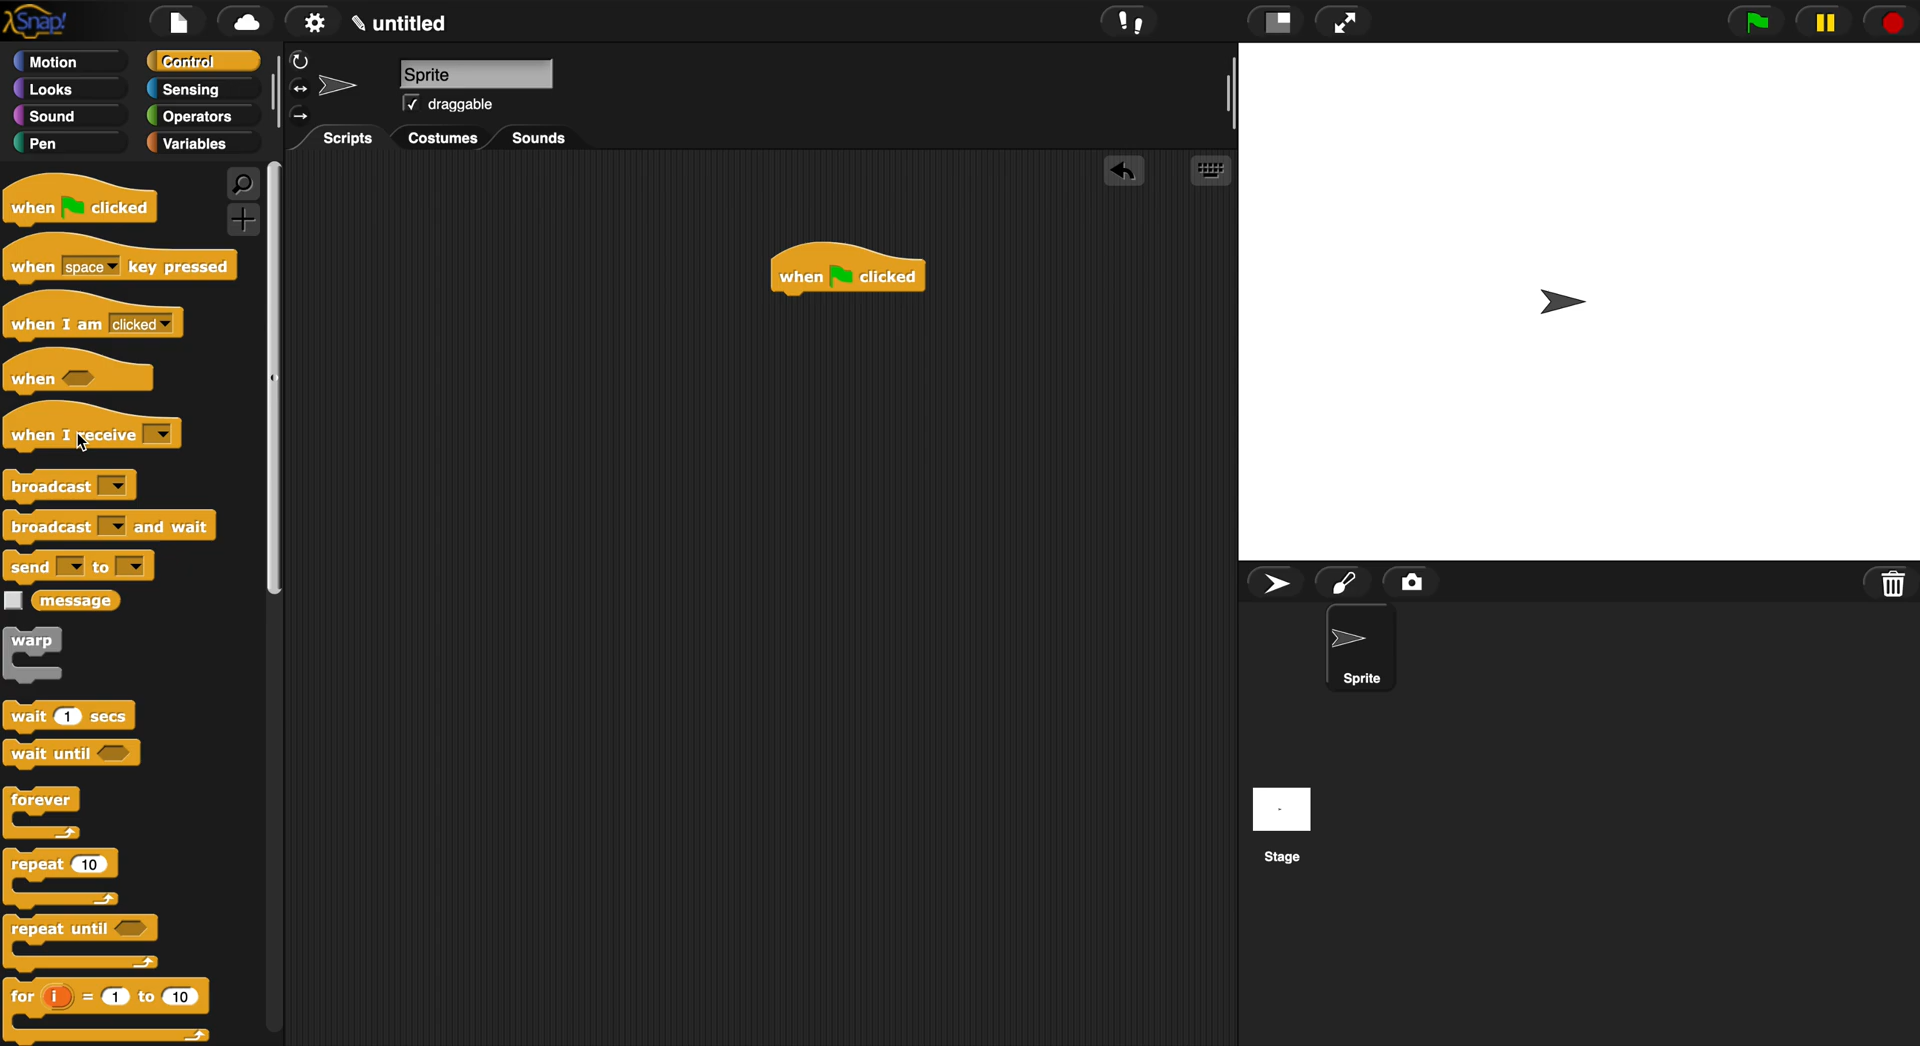 Snap!
untitled
Motion
Control
Looks
Sensing
Sound
Operators
Pen
Variables
Sprite
draggable
Scripts
Costumes
Sounds
when clicked
when space key pressed
when I am clicked
when
when I receive
broadcast
broadcast and wait
send to
message
warp
wait 1 secs
wait until
forever
repeat 10
repeat until
for i = 1 to 10
when clicked
Sprite
Stage